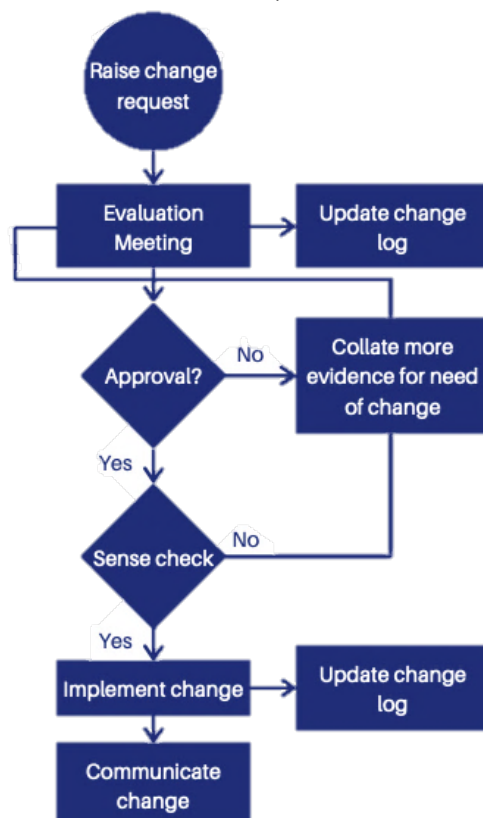 Raise change
request
Evaluation
Meeting
Update change
log
Approval?
No
Collate more
evidence for need
of change
Yes
Sense check
No
Yes
Implement change
Update change
log
Communicate
change